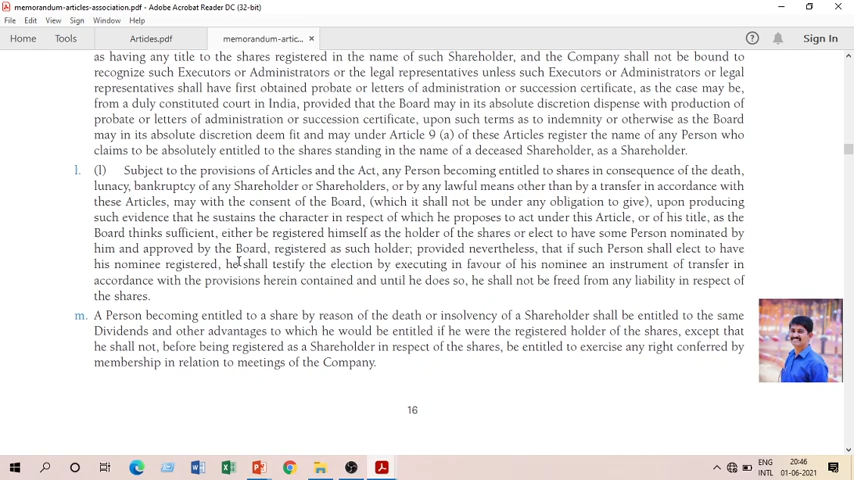 memorandum-articles-association.pdf - Adobe Acrobat Reader DC (32-bit)
File Edit View Sign Window Help
Home Tools Articles.pdf memorandum-artic... × Sign In
as having any title to the shares registered in the name of such Shareholder, and the Company shall not be bound to
recognize such Executors or Administrators or the legal representatives unless such Executors or Administrators or legal
representatives shall have first obtained probate or letters of administration or succession certificate, as the case may be,
from a duly constituted court in India, provided that the Board may in its absolute discretion dispense with production of
probate or letters of administration or succession certificate, upon such terms as to indemnity or otherwise as the Board
may in its absolute discretion deem fit and may under Article 9 (a) of these Articles register the name of any Person who
claims to be absolutely entitled to the shares standing in the name of a deceased Shareholder, as a Shareholder.
l. (l) Subject to the provisions of Articles and the Act, any Person becoming entitled to shares in consequence of the death,
lunacy, bankruptcy of any Shareholder or Shareholders, or by any lawful means other than by a transfer in accordance with
these Articles, may with the consent of the Board, (which it shall not be under any obligation to give), upon producing
such evidence that he sustains the character in respect of which he proposes to act under this Article, or of his title, as the
Board thinks sufficient, either be registered himself as the holder of the shares or elect to have some Person nominated by
him and approved by the Board, registered as such holder; provided nevertheless, that if such Person shall elect to have
his nominee registered, he shall testify the election by executing in favour of his nominee an instrument of transfer in
accordance with the provisions herein contained and until he does so, he shall not be freed from any liability in respect of
the shares.
m. A Person becoming entitled to a share by reason of the death or insolvency of a Shareholder shall be entitled to the same
Dividends and other advantages to which he would be entitled if he were the registered holder of the shares, except that
he shall not, before being registered as a Shareholder in respect of the shares, be entitled to exercise any right conferred by
membership in relation to meetings of the Company.
16
ENG 20:46
INTL 01-06-2021